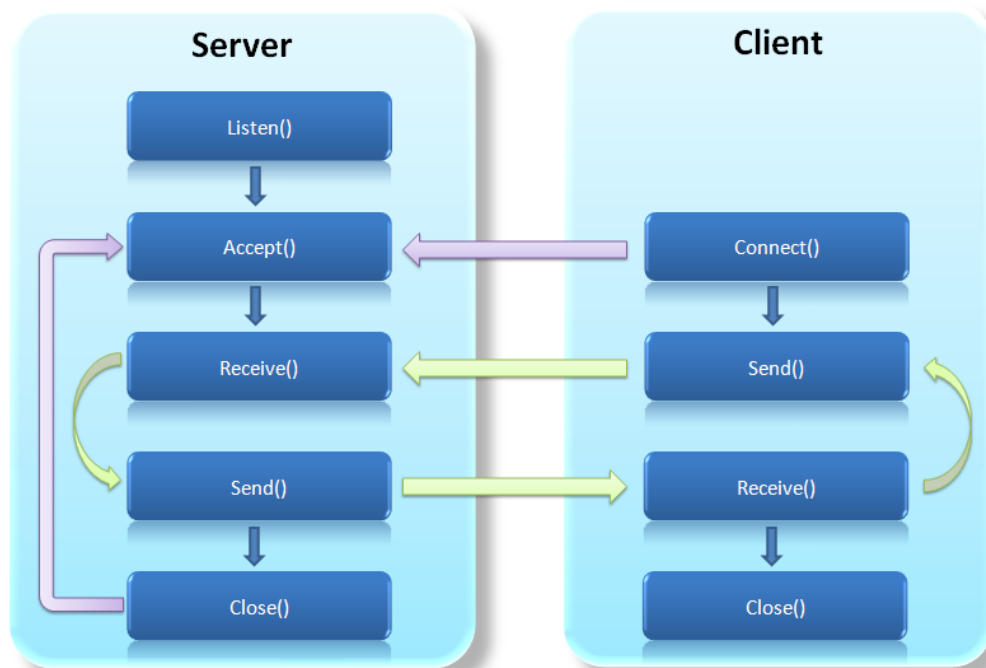 Server
Listen()
Accept()
Receive()
Send()
Close()
Client
Connect()
Send()
Receive()
Close()